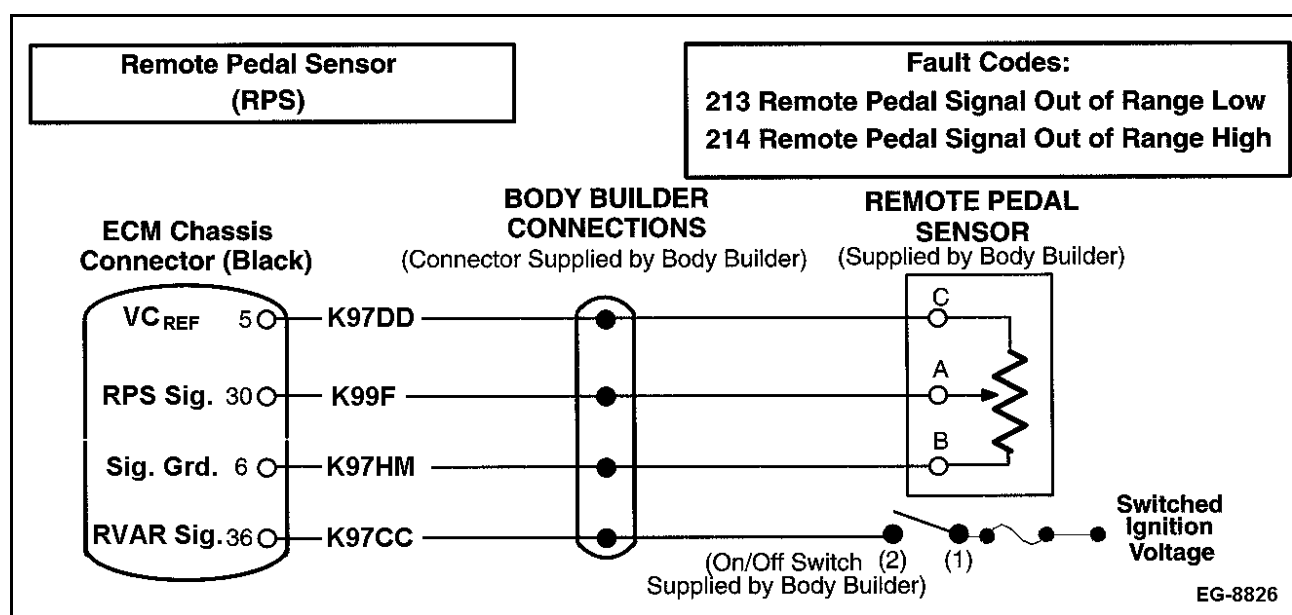 Remote Pedal Sensor
(RPS)
Fault Codes:
213 Remote Pedal Signal Out of Range Low
214 Remote Pedal Signal Out of Range High
ECM Chassis
Connector (Black)
BODY BUILDER
CONNECTIONS
(Connector Supplied by Body Builder)
REMOTE PEDAL
SENSOR
(Supplied by Body Builder)
VCREF 5 K97DD C
RPS Sig. 30 K99F A
Sig. Grd. 6 K97HM B
RVAR Sig. 36 K97CC
(On/Off Switch (2) (1)
Supplied by Body Builder)
Switched
Ignition
Voltage
EG-8826